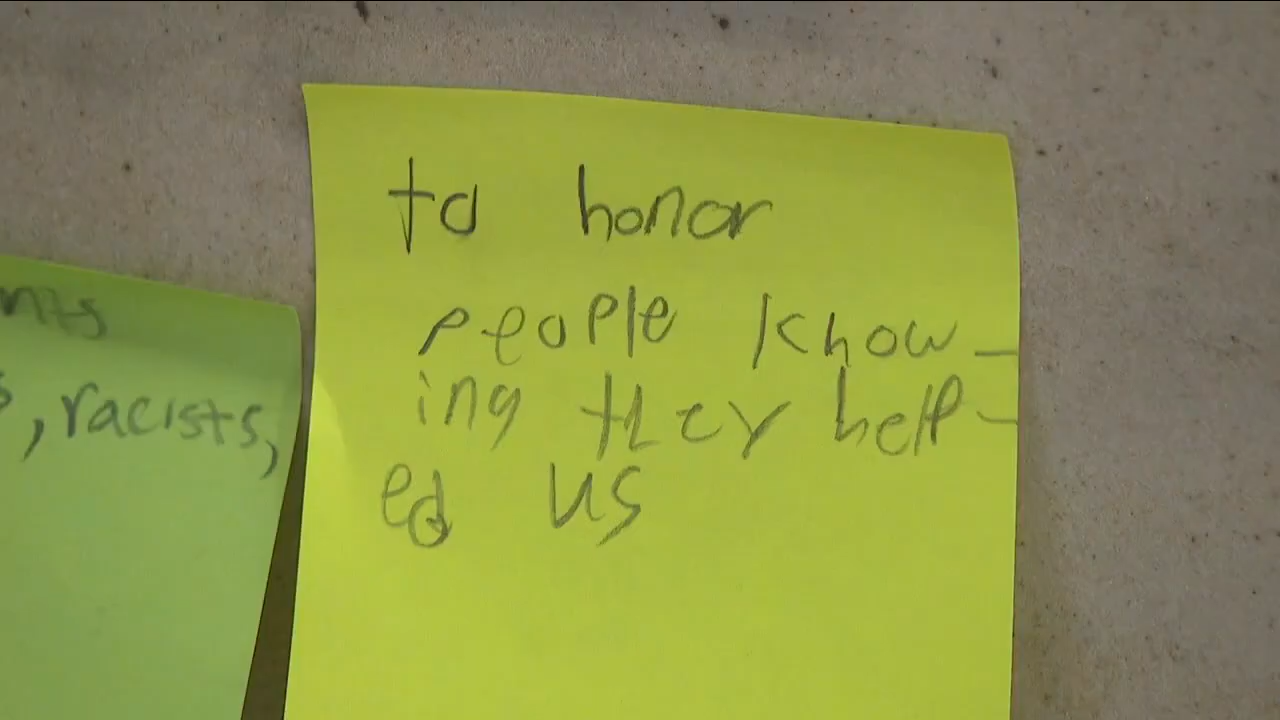 to honor
people know-
ing they help-
ed us
, racists,